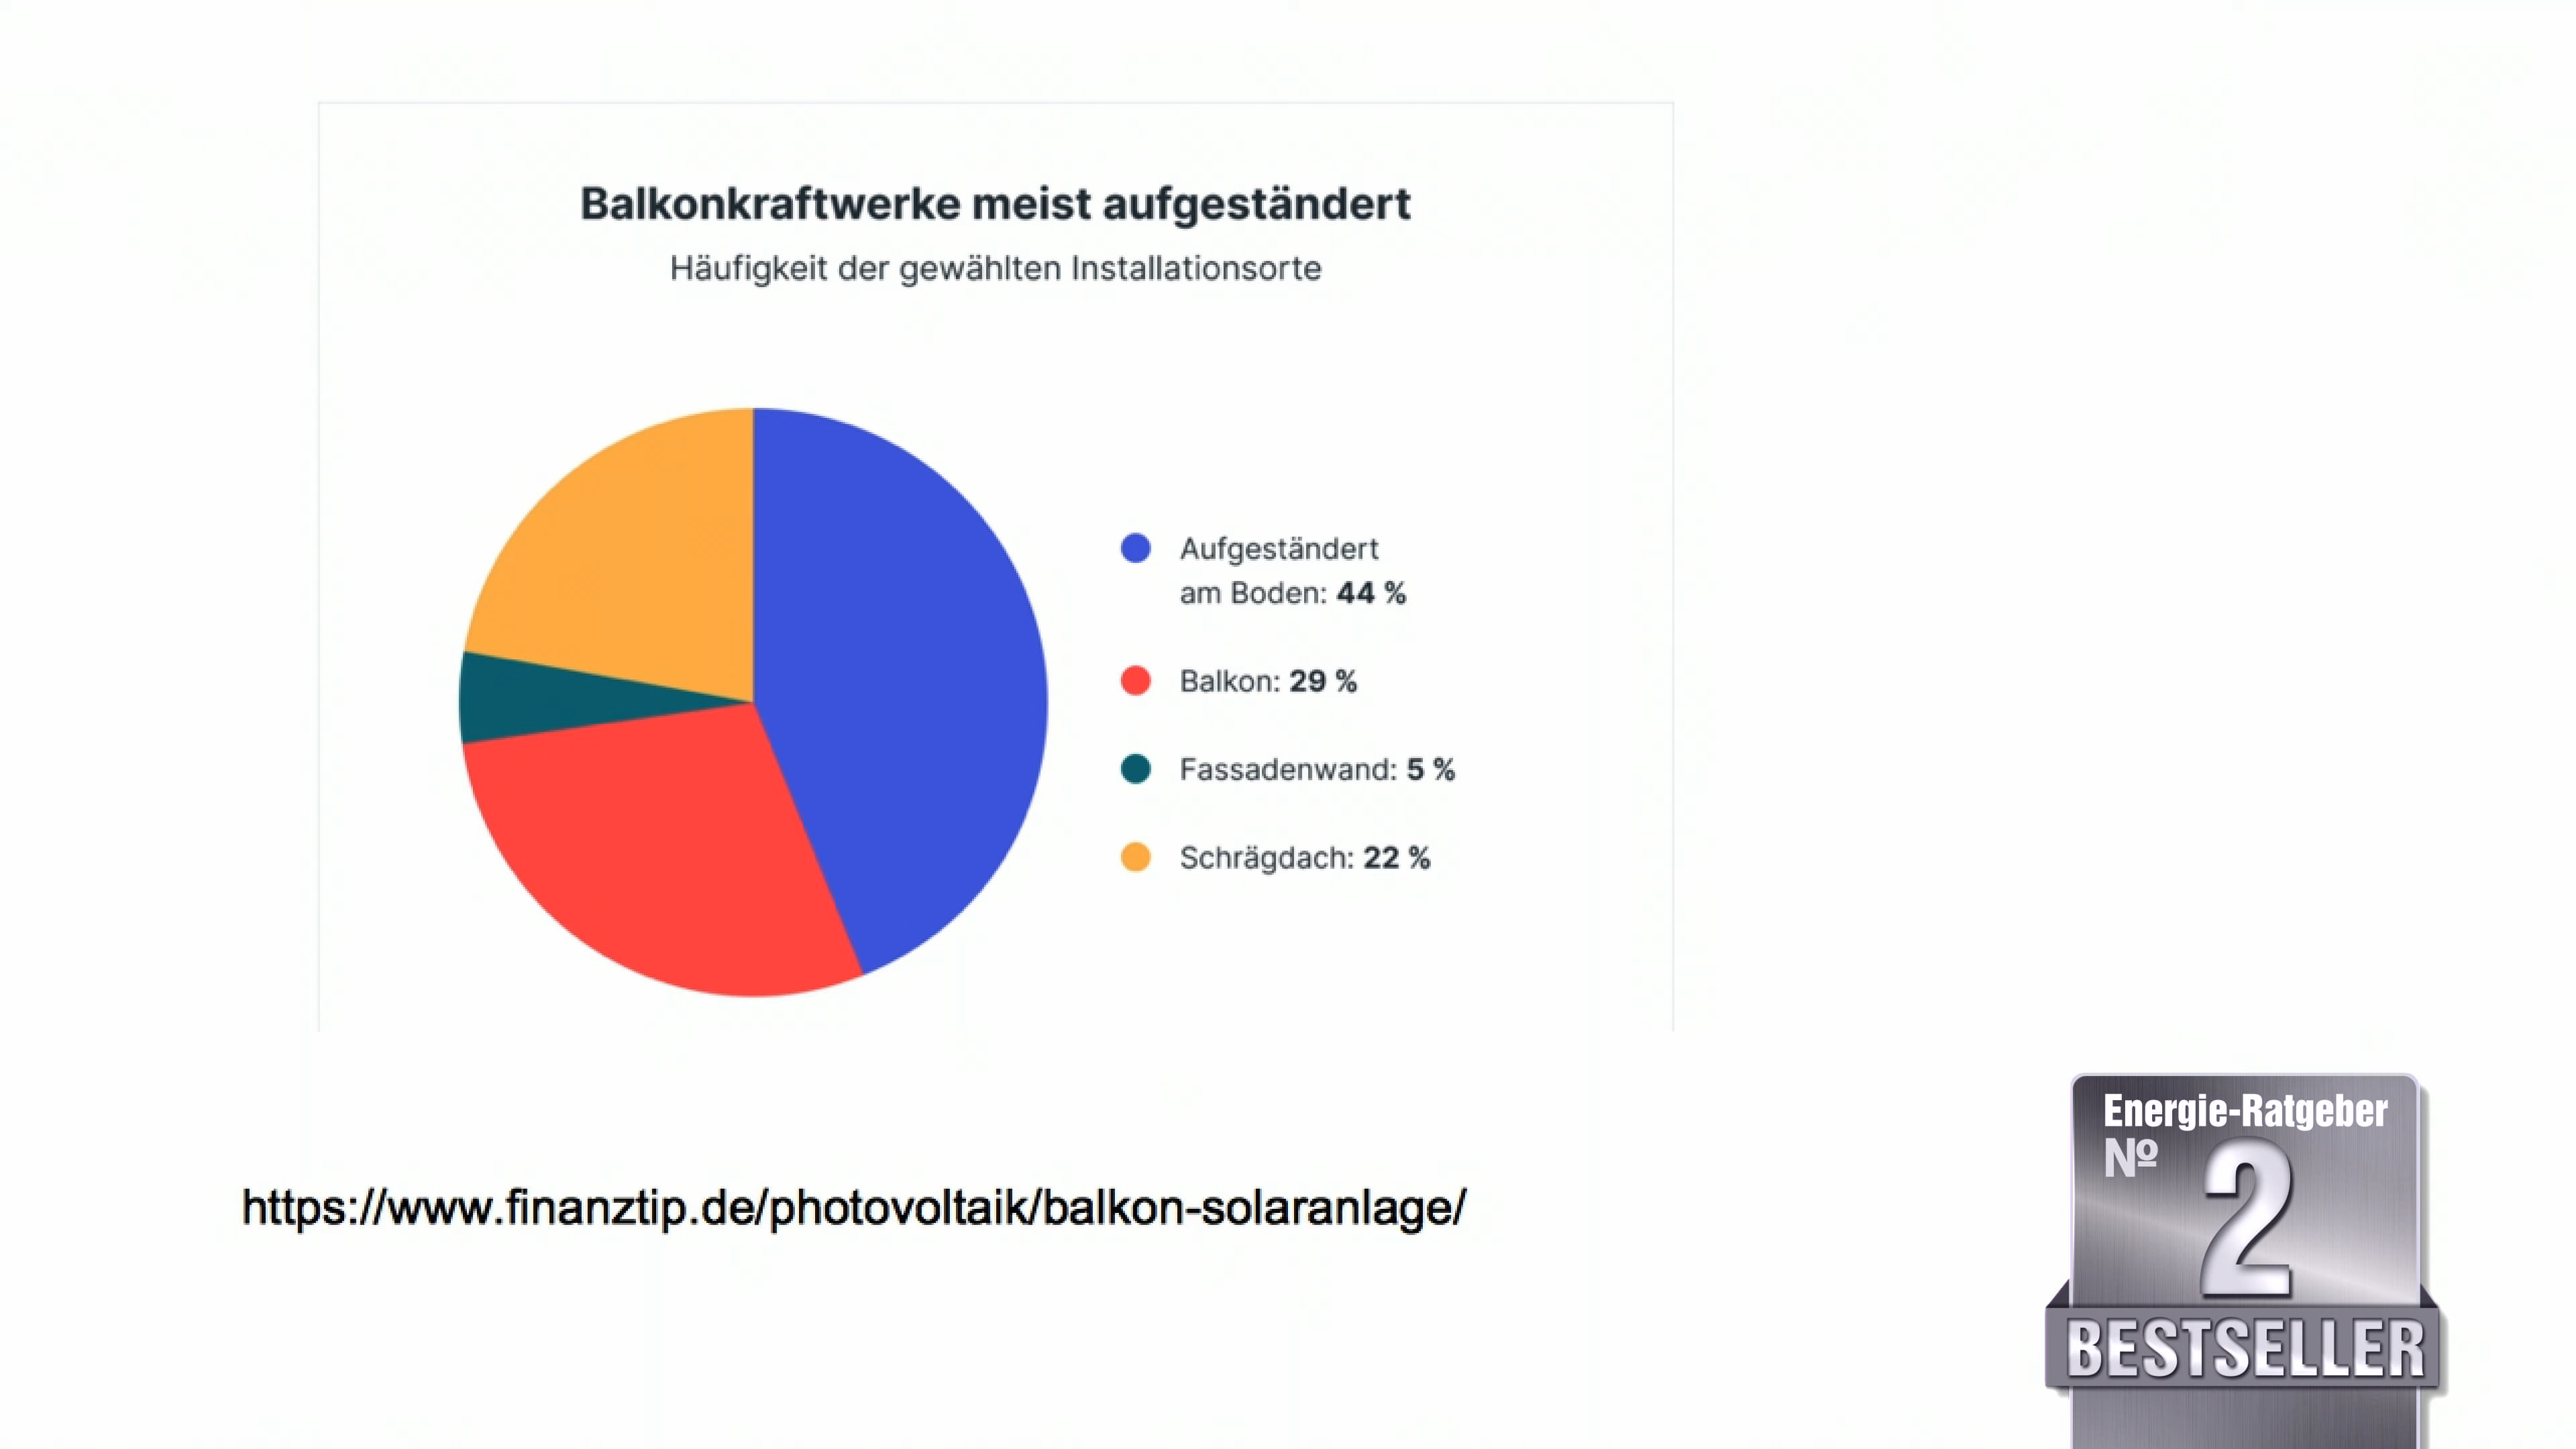 Balkonkraftwerke meist aufgeständert
Häufigkeit der gewählten Installationsorte
Aufgeständert
am Boden: 44 %
Balkon: 29 %
Fassadenwand: 5 %
Schrägdach: 22 %
https://www.finanztip.de/photovoltaik/balkon-solaranlage/
Energie-Ratgeber
Nº
2
BESTSELLER